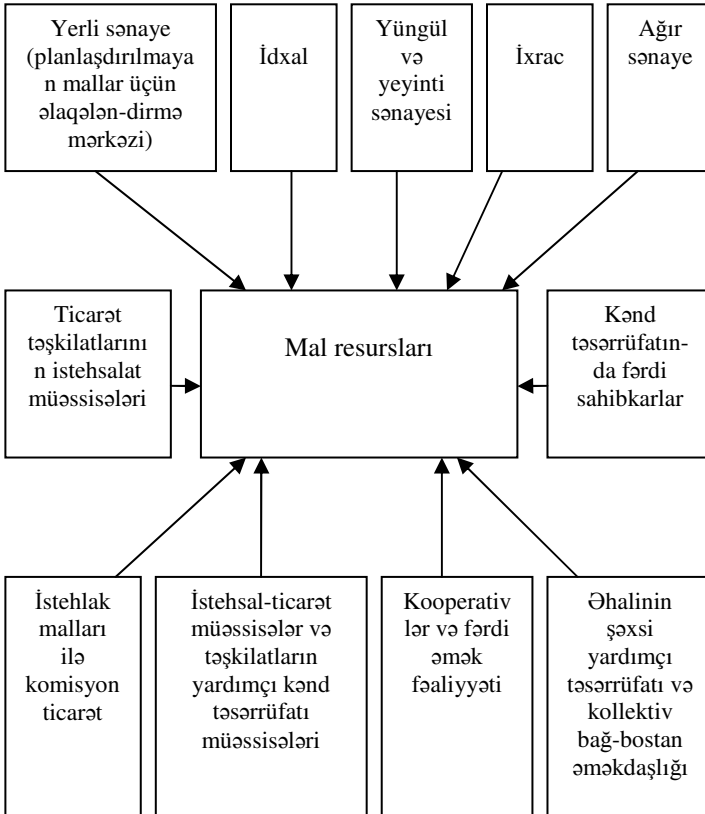 Yerli sənaye
(planlaşdırılmaya
n mallar üçün
əlaqələn-dirmə
mərkəzi)
İdxal
Yüngül
və
yeyinti
sənayesi
İxrac
Ağır
sənaye
Ticarət
təşkilatlarını
n istehsalat
müəssisələri
Mal resursları
Kənd
təsərrüfatın-
da fərdi
sahibkarlar
İstehlak
malları
ilə
komisyon
ticarət
İstehsal-ticarət
müəssisələr və
təşkilatların
yardımçı kənd
təsərrüfatı
müəssisələri
Kooperativ
lər və fərdi
əmək
fəaliyyəti
Əhalinin
şəxsi
yardımçı
təsərrüfatı və
kollektiv
bağ-bostan
əməkdaşlığı